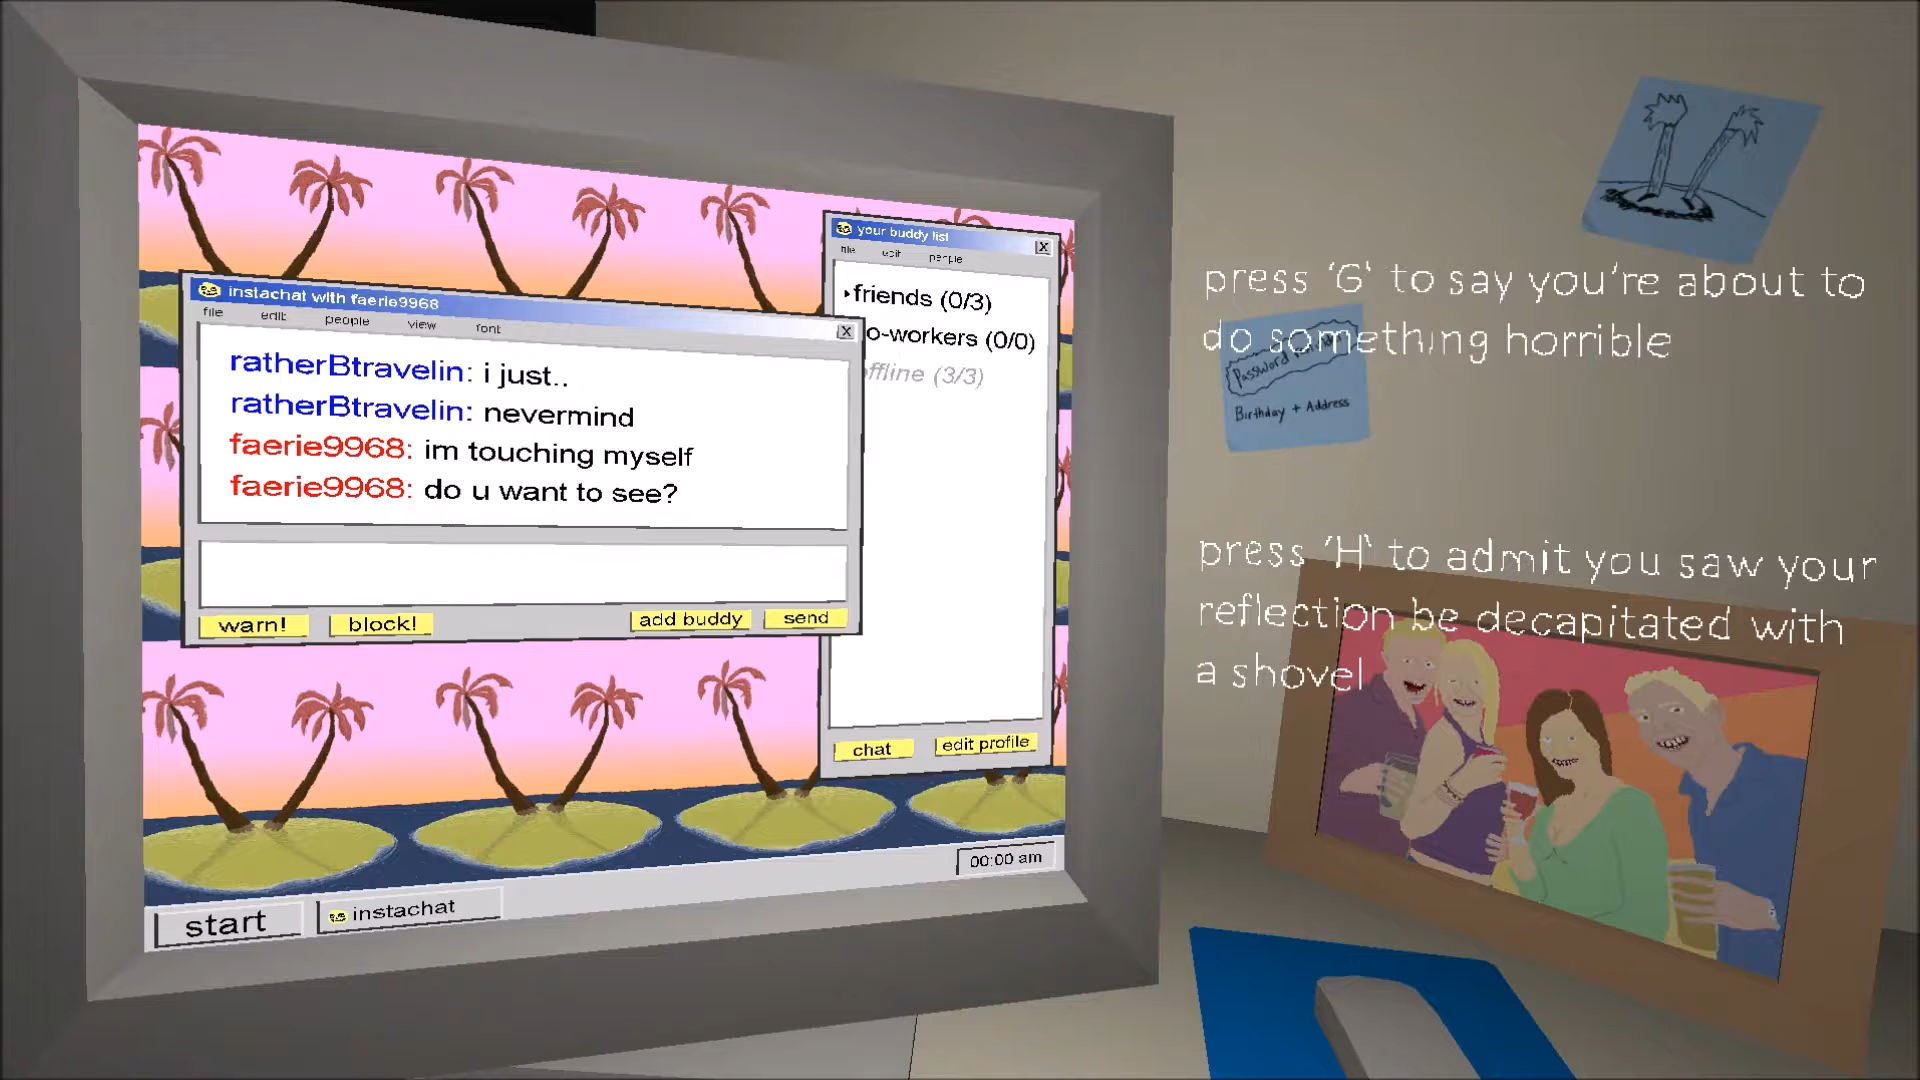 your buddy list
file edit people
friends (0/3)
o-workers (0/0)
ffline (3/3)
instachat with faerie9968
file edit people view font
ratherBtravelin: i just..
ratherBtravelin: nevermind
faerie9968: im touching myself
faerie9968: do u want to see?
warn! block! add buddy send
chat edit profile
00:00 am
start instachat
press 'G' to say you're about to
do something horrible
Password
Birthday + Address
press 'H' to admit you saw your
reflection be decapitated with
a shovel